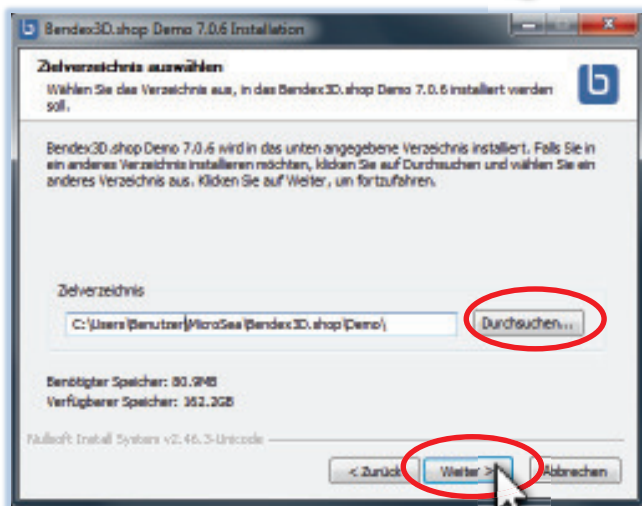 Bendex3D.shop Demo 7.0.6 Installation
Zielverzeichnis auswählen
Wählen Sie das Verzeichnis aus, in das Bendex3D.shop Demo 7.0.6 installiert werden
soll.
b
Bendex3D.shop Demo 7.0.6 wird in das unten angegebene Verzeichnis installiert. Falls Sie in
ein anderes Verzeichnis installieren möchten, klicken Sie auf Durchsuchen und wählen Sie ein
anderes Verzeichnis aus. Klicken Sie auf Weiter, um fortzufahren.
Zielverzeichnis
C:\Users\Benutzer\MicroSea\Bendex3D.shop\Demo\
Durchsuchen...
Benötigter Speicher: 80.9MB
Verfügbarer Speicher: 162.2GB
Nullsoft Install System v2.46.3-Unicode
< Zurück
Weiter >
Abbrechen